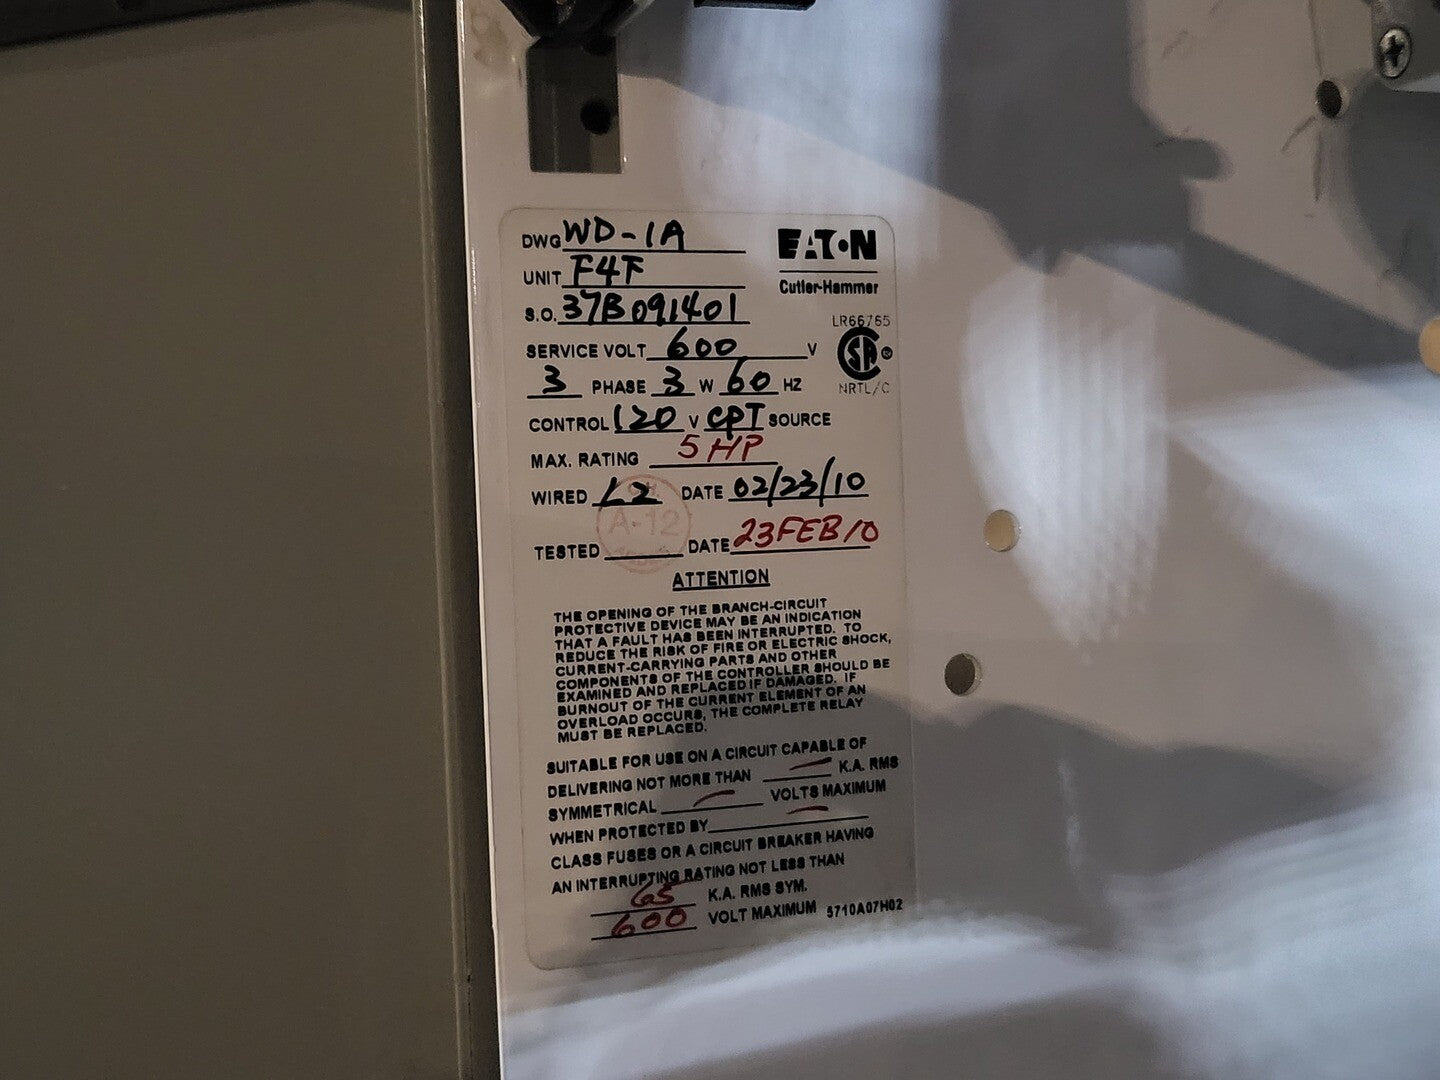 DWG WD-1A
EATON
UNIT F4F
Cutler-Hammer
S.O. 37B091401
LR66765
SERVICE VOLT 600 V
SA
NRTL/C
3 PHASE 3 W 60 HZ
CONTROL 120 V CPT SOURCE
MAX. RATING 5HP
WIRED L2 DATE 02/23/10
A-12
TESTED DATE 23FEB10
ATTENTION
THE OPENING OF THE BRANCH-CIRCUIT
PROTECTIVE DEVICE MAY BE AN INDICATION
THAT A FAULT HAS BEEN INTERRUPTED. TO
REDUCE THE RISK OF FIRE OR ELECTRIC SHOCK,
CURRENT-CARRYING PARTS AND OTHER
COMPONENTS OF THE CONTROLLER SHOULD BE
EXAMINED AND REPLACED IF DAMAGED. IF
BURNOUT OF THE CURRENT ELEMENT OF AN
OVERLOAD OCCURS, THE COMPLETE RELAY
MUST BE REPLACED.
SUITABLE FOR USE ON A CIRCUIT CAPABLE OF
DELIVERING NOT MORE THAN — K.A. RMS
SYMMETRICAL — VOLTS MAXIMUM
WHEN PROTECTED BY —
CLASS FUSES OR A CIRCUIT BREAKER HAVING
AN INTERRUPTING RATING NOT LESS THAN
65 K.A. RMS SYM.
600 VOLT MAXIMUM 5710A07H02